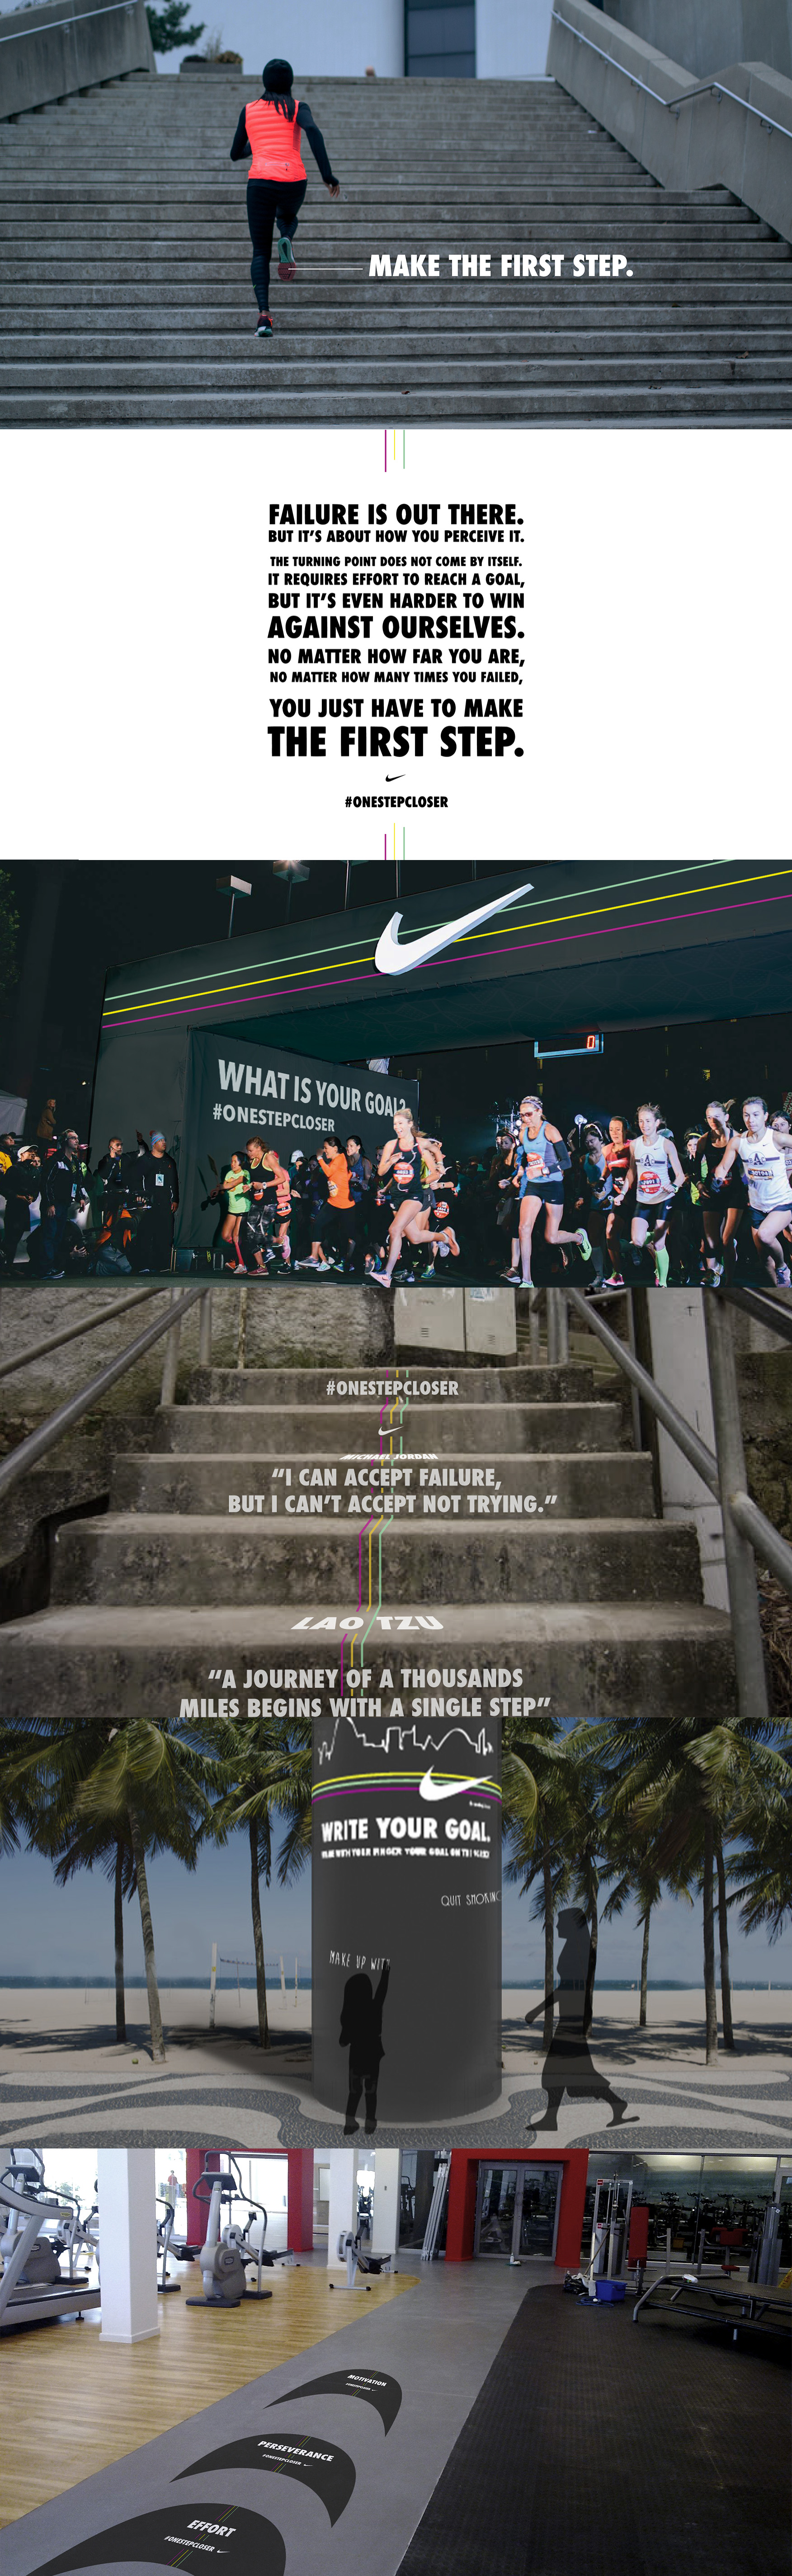 MAKE THE FIRST STEP.
FAILURE IS OUT THERE.
BUT IT'S ABOUT HOW YOU PERCEIVE IT.
THE TURNING POINT DOES NOT COME BY ITSELF.
IT REQUIRES EFFORT TO REACH A GOAL,
BUT IT'S EVEN HARDER TO WIN
AGAINST OURSELVES.
NO MATTER HOW FAR YOU ARE,
NO MATTER HOW MANY TIMES YOU FAILED,
YOU JUST HAVE TO MAKE
THE FIRST STEP.
#ONESTEPCLOSER
0
WHAT IS YOUR GOAL?
#ONESTEPCLOSER
A
#ONESTEPCLOSER
MICHAEL JORDAN
“I CAN ACCEPT FAILURE,
BUT I CAN'T ACCEPT NOT TRYING.”
LAO TZU
“A JOURNEY OF A THOUSANDS
MILES BEGINS WITH A SINGLE STEP”
WRITE YOUR GOAL.
WITH YOUR FINGER YOUR GOAL ON
QUIT SMOKING
MAKE UP WITH
MOTIVATION
#ONESTEPCLOSER
PERSEVERANCE
#ONESTEPCLOSER
EFFORT
#ONESTEPCLOSER